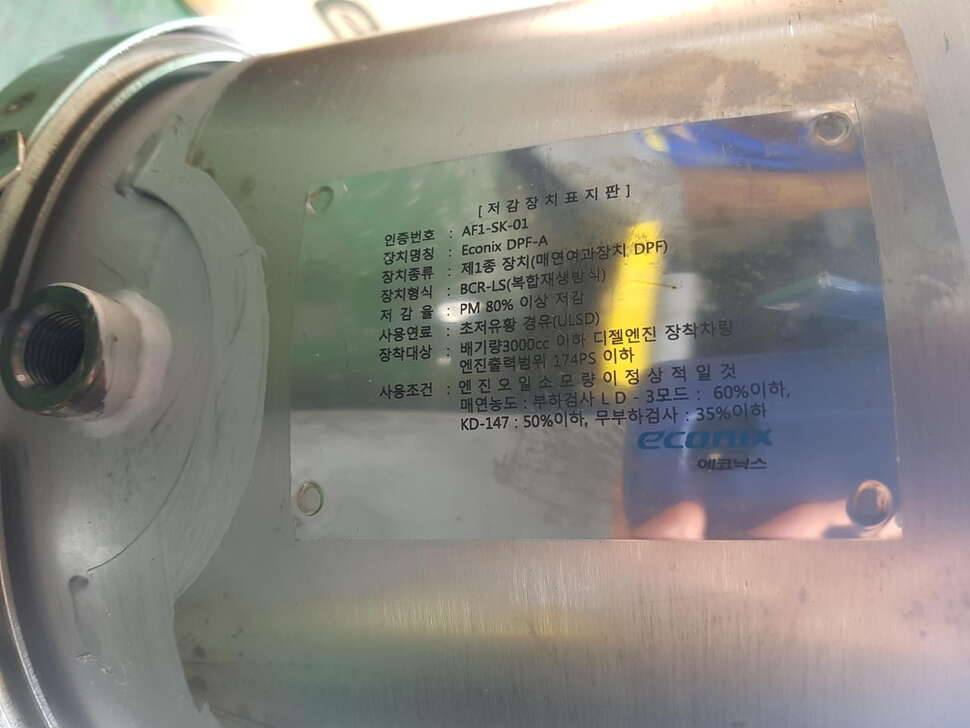 [저감장치표지판]
인증번호 : AF1-SK-01
장치명칭 : Econix DPF-A
장치종류 : 제1종 장치(매연여과장치 DPF)
장치형식 : BCR-LS(복합재생방식)
저 감 율 : PM 80% 이상 저감
사용연료 : 초저유황 경유(ULSD)
장착대상 : 배기량3000cc 이하 디젤엔진 장착차량
엔진출력범위 174PS 이하
사용조건 : 엔진오일소모량이정상적일것
매연농도 : 부하검사 L D - 3모드 : 60%이하,
KD-147 : 50%이하, 무부하검사 : 35%이하
econix
에코닉스